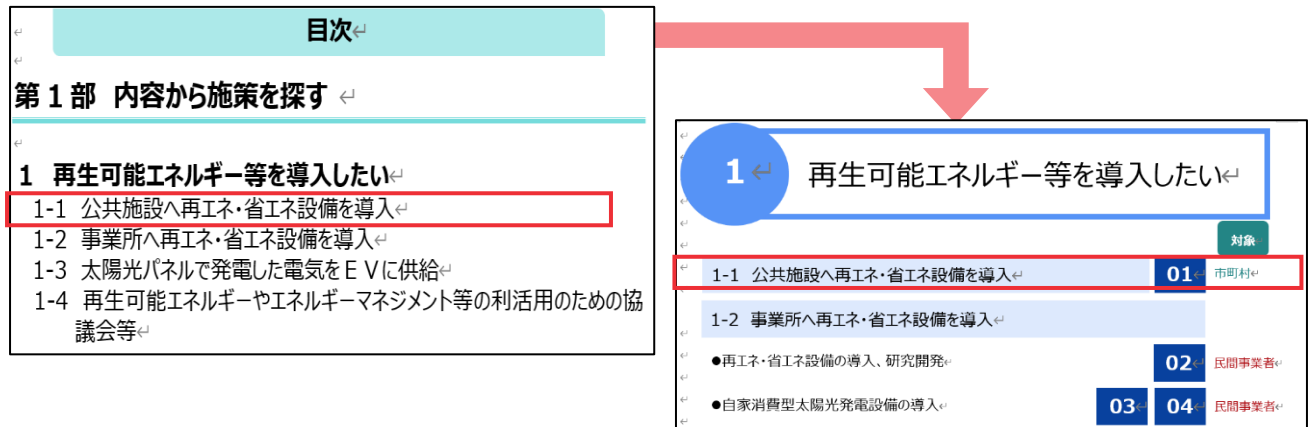 目次
第1部 内容から施策を探す
1 再生可能エネルギー等を導入したい
1-1 公共施設へ再エネ・省エネ設備を導入
1-2 事業所へ再エネ・省エネ設備を導入
1-3 太陽光パネルで発電した電気をEVに供給
1-4 再生可能エネルギーやエネルギーマネジメント等の利活用のための協
議会等
1 再生可能エネルギー等を導入したい
対象
1-1 公共施設へ再エネ・省エネ設備を導入 01 市町村
1-2 事業所へ再エネ・省エネ設備を導入
●再エネ・省エネ設備の導入、研究開発 02 民間事業者
●自家消費型太陽光発電設備の導入 03 04 民間事業者